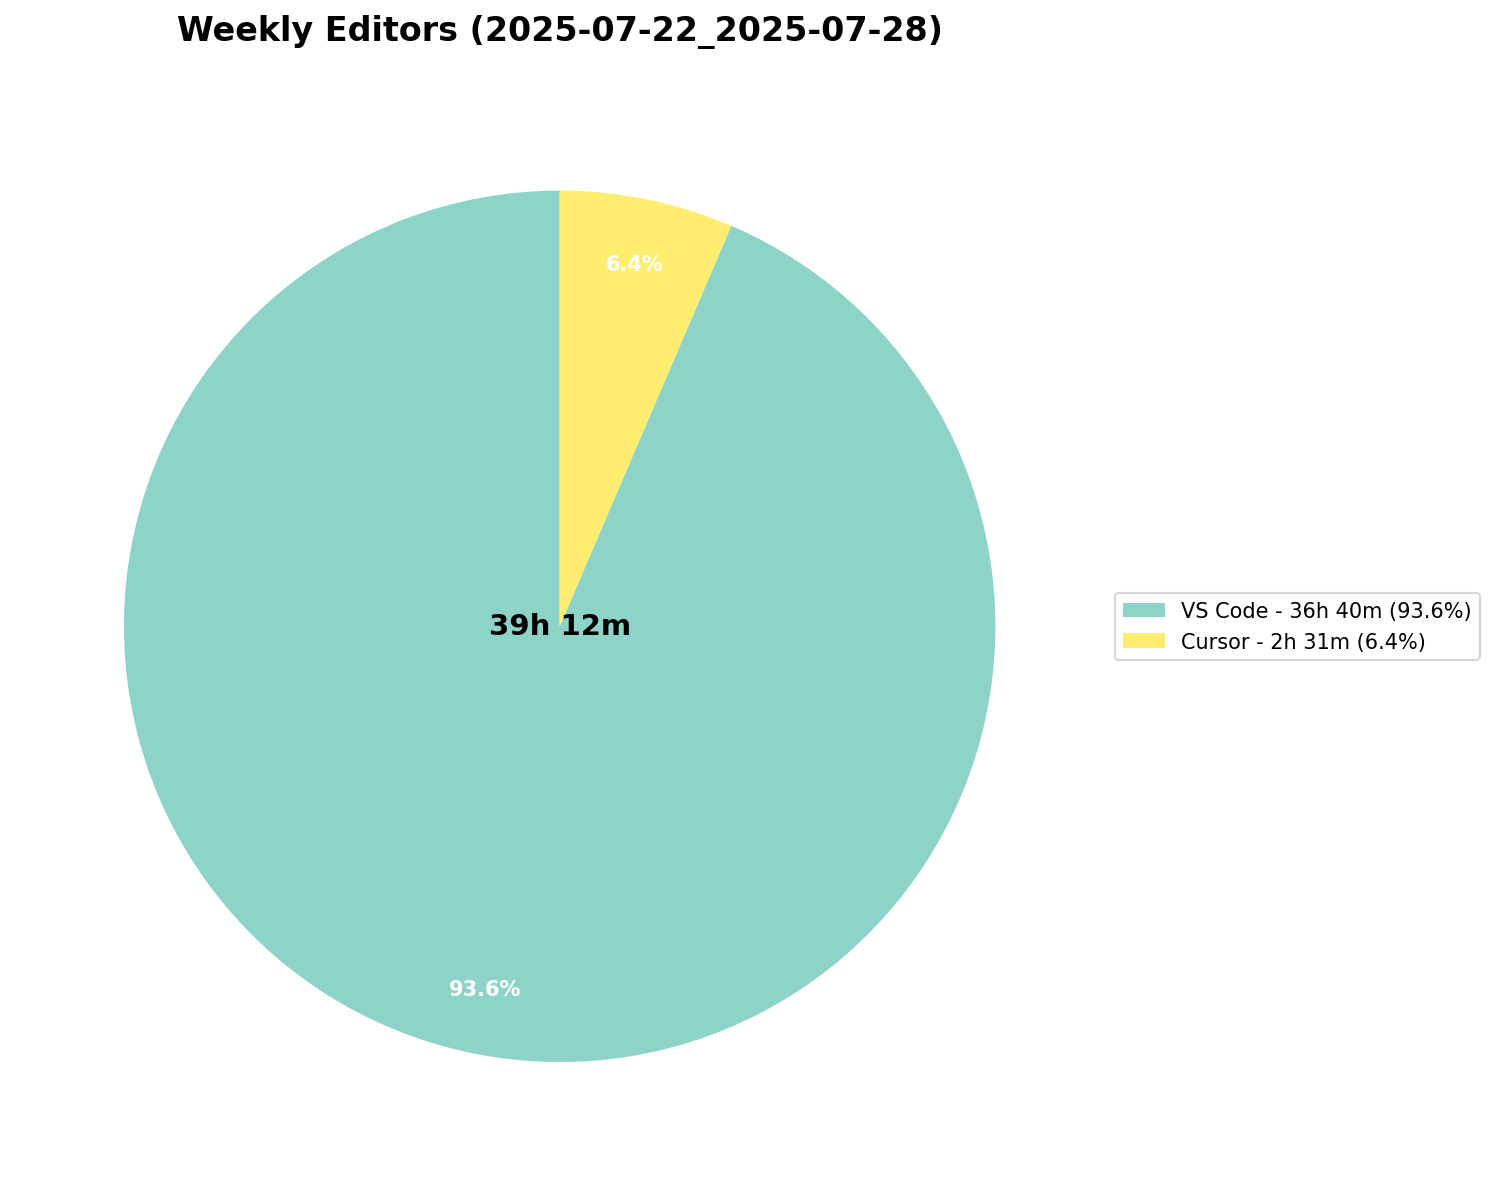 Weekly Editors (2025-07-22_2025-07-28)
6.4%
39h 12m
VS Code - 36h 40m (93.6%)
Cursor - 2h 31m (6.4%)
93.6%